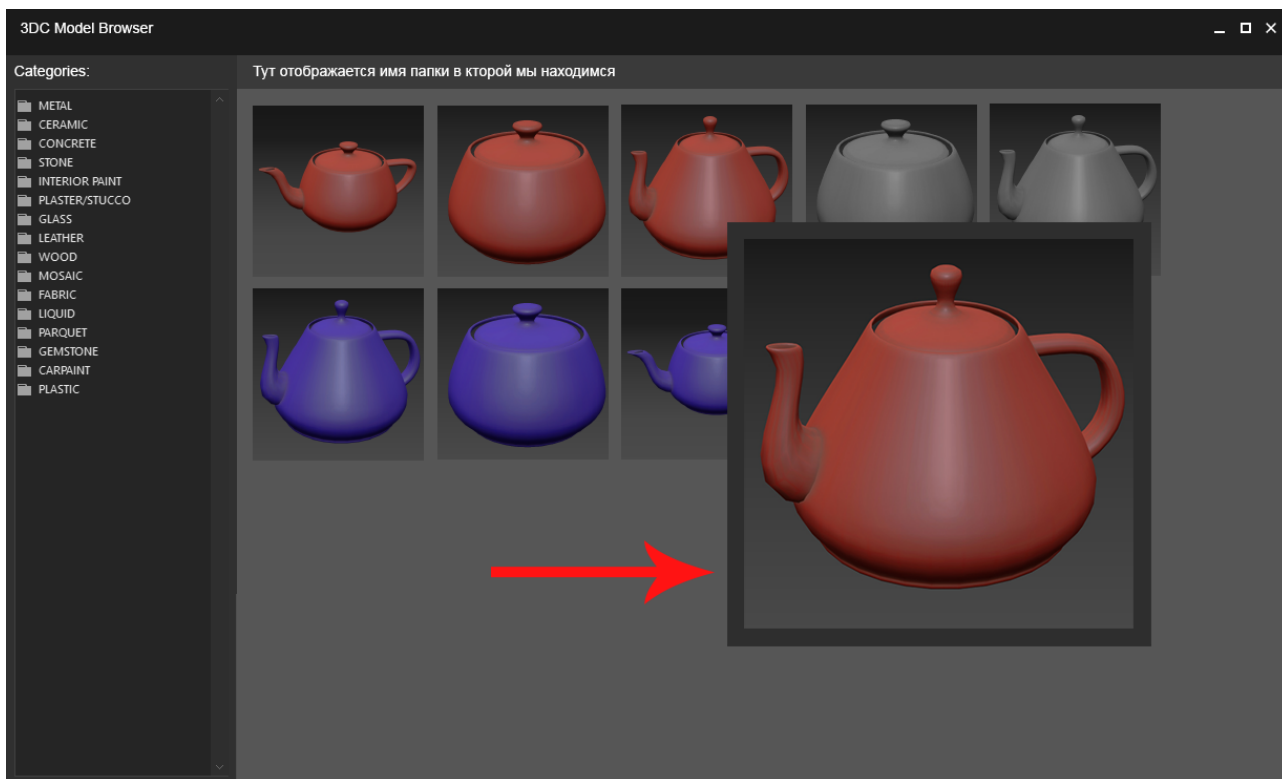 3DC Model Browser
Categories:
Тут отображается имя папки в кторой мы находимся
METAL
CERAMIC
CONCRETE
STONE
INTERIOR PAINT
PLASTER/STUCCO
GLASS
LEATHER
WOOD
MOSAIC
FABRIC
LIQUID
PARQUET
GEMSTONE
CARPAINT
PLASTIC